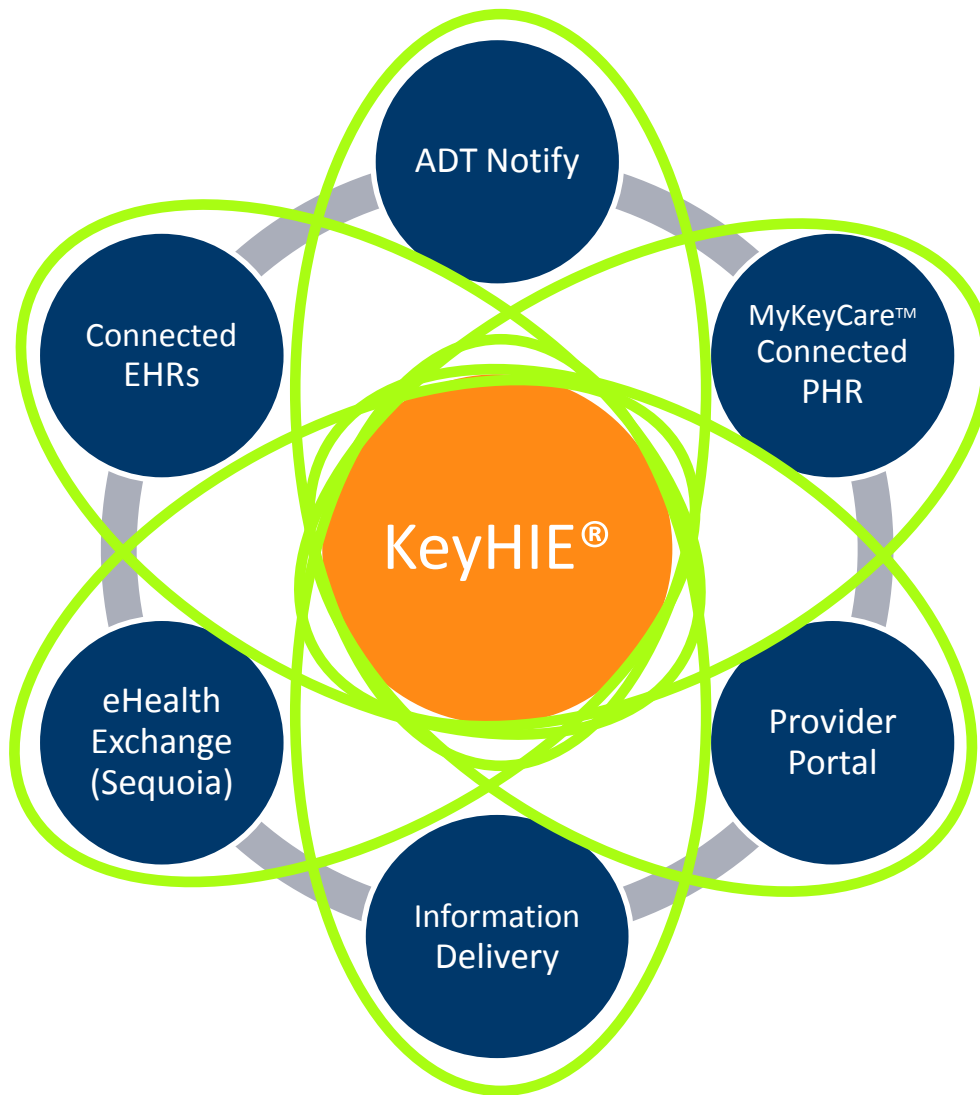 ADT Notify
MyKeyCare™
Connected
PHR
Provider
Portal
Information
Delivery
eHealth
Exchange
(Sequoia)
Connected
EHRs
KeyHIE®